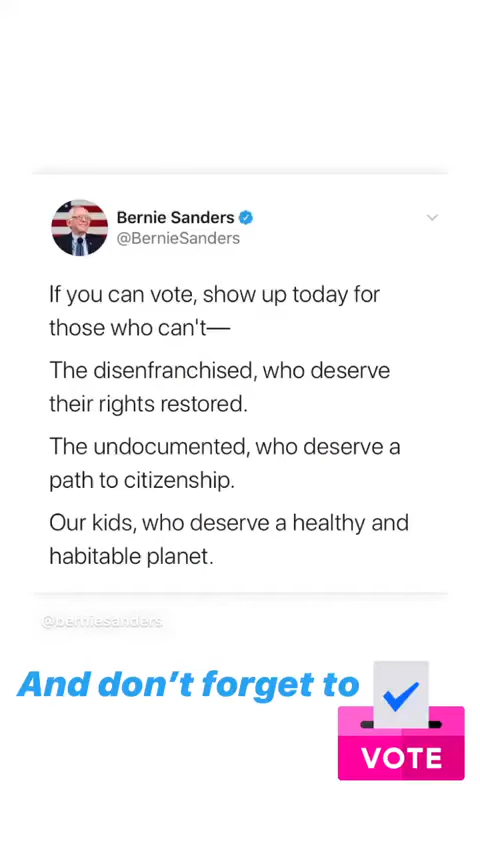 Bernie Sanders
@BernieSanders
If you can vote, show up today for
those who can't—
The disenfranchised, who deserve
their rights restored.
The undocumented, who deserve a
path to citizenship.
Our kids, who deserve a healthy and
habitable planet.
@berniesanders
And don't forget to
VOTE